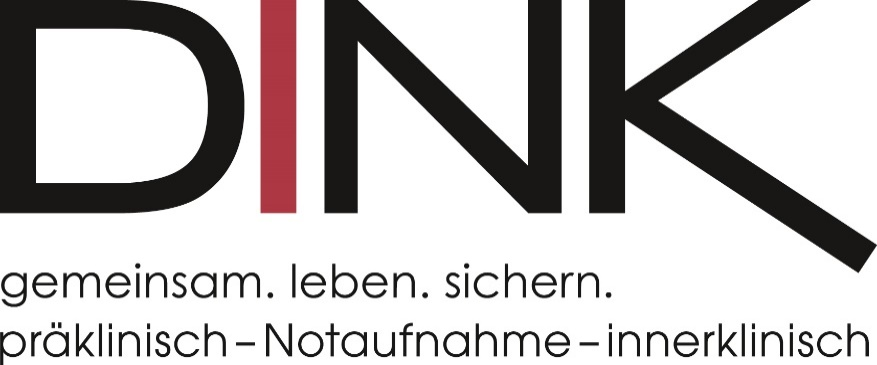 DINK
gemeinsam. leben. sichern.
präklinisch – Notaufnahme – innerklinisch